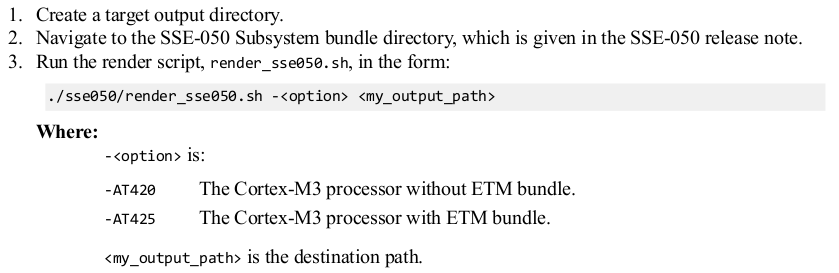 1. Create a target output directory.
2. Navigate to the SSE-050 Subsystem bundle directory, which is given in the SSE-050 release note.
3. Run the render script, render_sse050.sh, in the form:
./sse050/render_sse050.sh -<option> <my_output_path>
Where:
-<option> is:
-AT420 The Cortex-M3 processor without ETM bundle.
-AT425 The Cortex-M3 processor with ETM bundle.
<my_output_path> is the destination path.